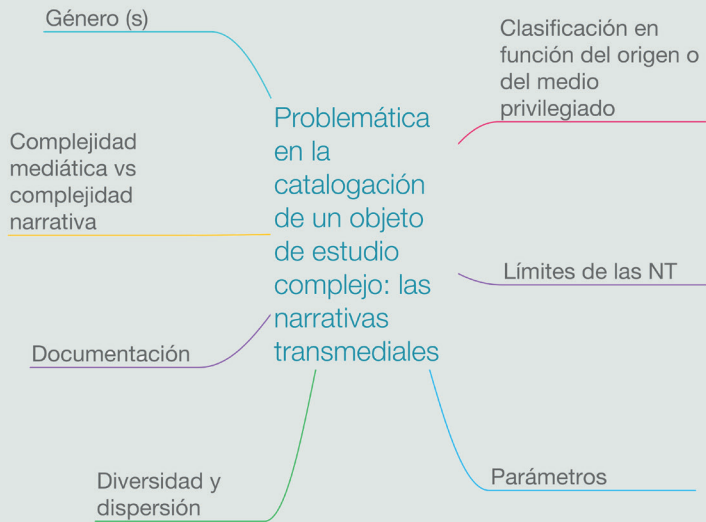 Género (s)
Clasificación en
función del origen o
del medio
privilegiado
Problemática
en la
catalogación
de un objeto
de estudio
complejo: las
narrativas
transmediales
Complejidad
mediática vs
complejidad
narrativa
Límites de las NT
Documentación
Parámetros
Diversidad y
dispersión